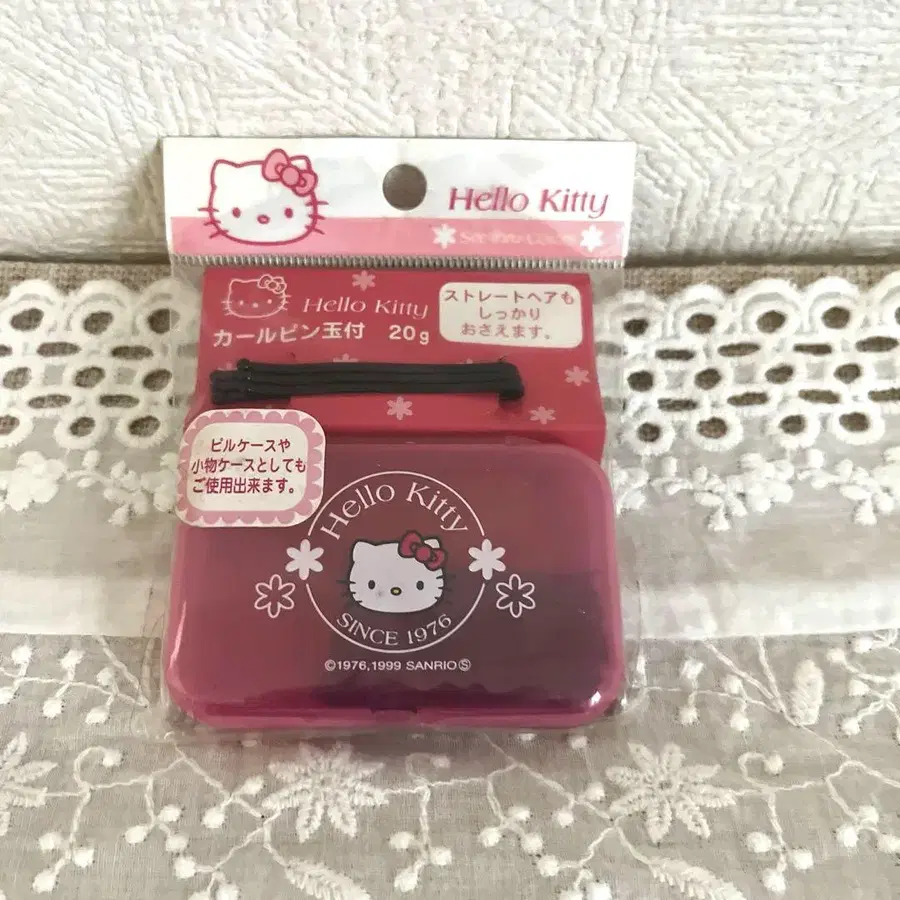 Hello Kitty
Hello Kitty
カールピン玉付 20g
ストレートヘアも
しっかり
おさえます。
ピルケースや
小物ケースとしても
ご使用出来ます。
Hello Kitty
SINCE 1976
©1976,1999 SANRIO Ⓢ